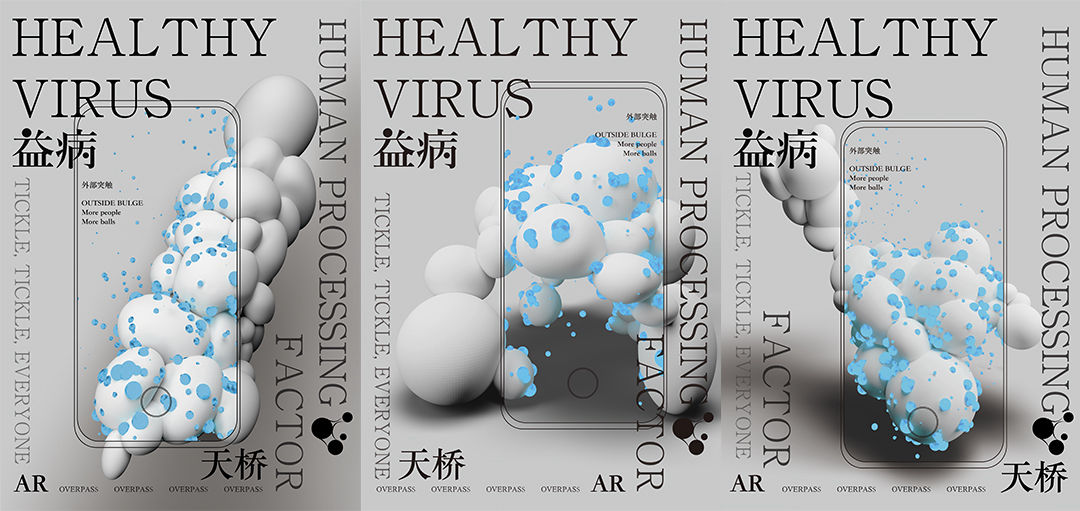 HEALTHY
VIRUS
益病
HUMAN PROCESSING
FACTOR
TICKLE, TICKLE, EVERYONE
外部突触
OUTSIDE BULGE
More people
More balls
天桥
AR
OVERPASS OVERPASS OVERPASS OVERPASS
HEALTHY
VIRUS
益病
HUMAN PROCESSING
FACTOR
TICKLE, TICKLE, EVERYONE
外部突触
OUTSIDE BULGE
More people
More balls
天桥
OVERPASS OVERPASS OVERPASS OVERPASS
AR
HEALTHY
VIRUS
益病
HUMAN PROCESSING
FACTOR
TICKLE, TICKLE, EVERYONE
外部突触
OUTSIDE BULGE
More people
More balls
天桥
AR
OVERPASS OVERPASS OVERPASS OVERPASS